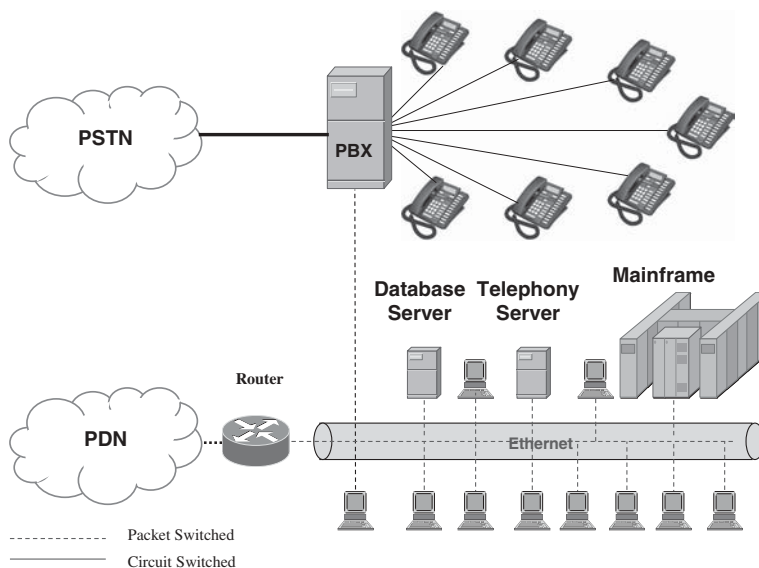 PSTN
PBX
Database
Server
Telephony
Server
Mainframe
Router
PDN
Ethernet
Packet Switched
Circuit Switched